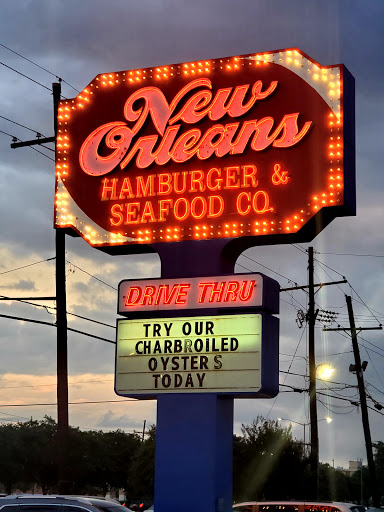 New
Orleans
HAMBURGER &
SEAFOOD CO.
DRIVE THRU
TRY OUR
CHARBROILED
OYSTERS
TODAY